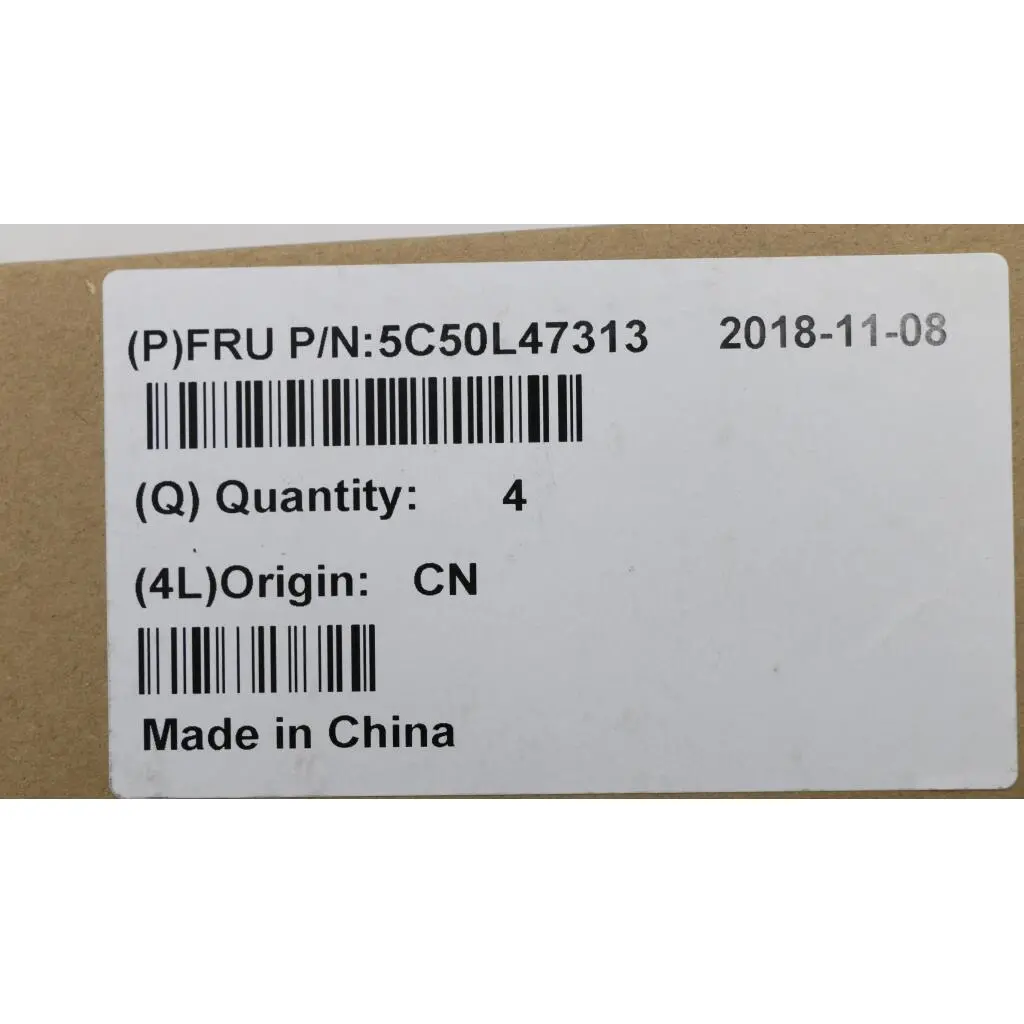 (P)FRU P/N:5C50L47313 2018-11-08
(Q) Quantity: 4
(4L)Origin: CN
Made in China